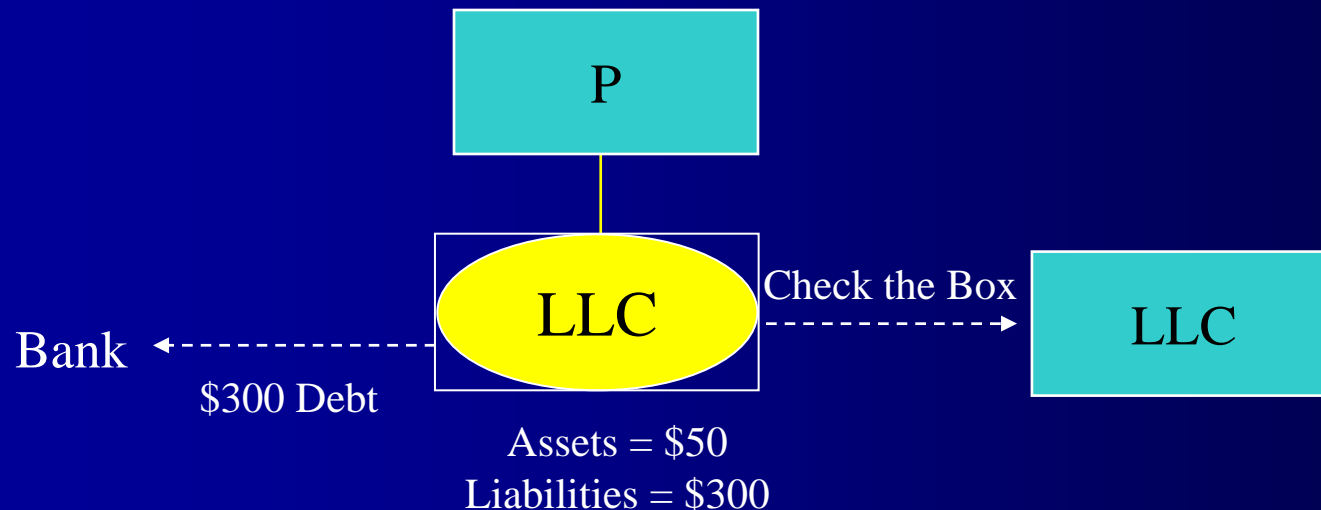 P
LLC
Check the Box
LLC
Bank
$300 Debt
Assets = $50
Liabilities = $300